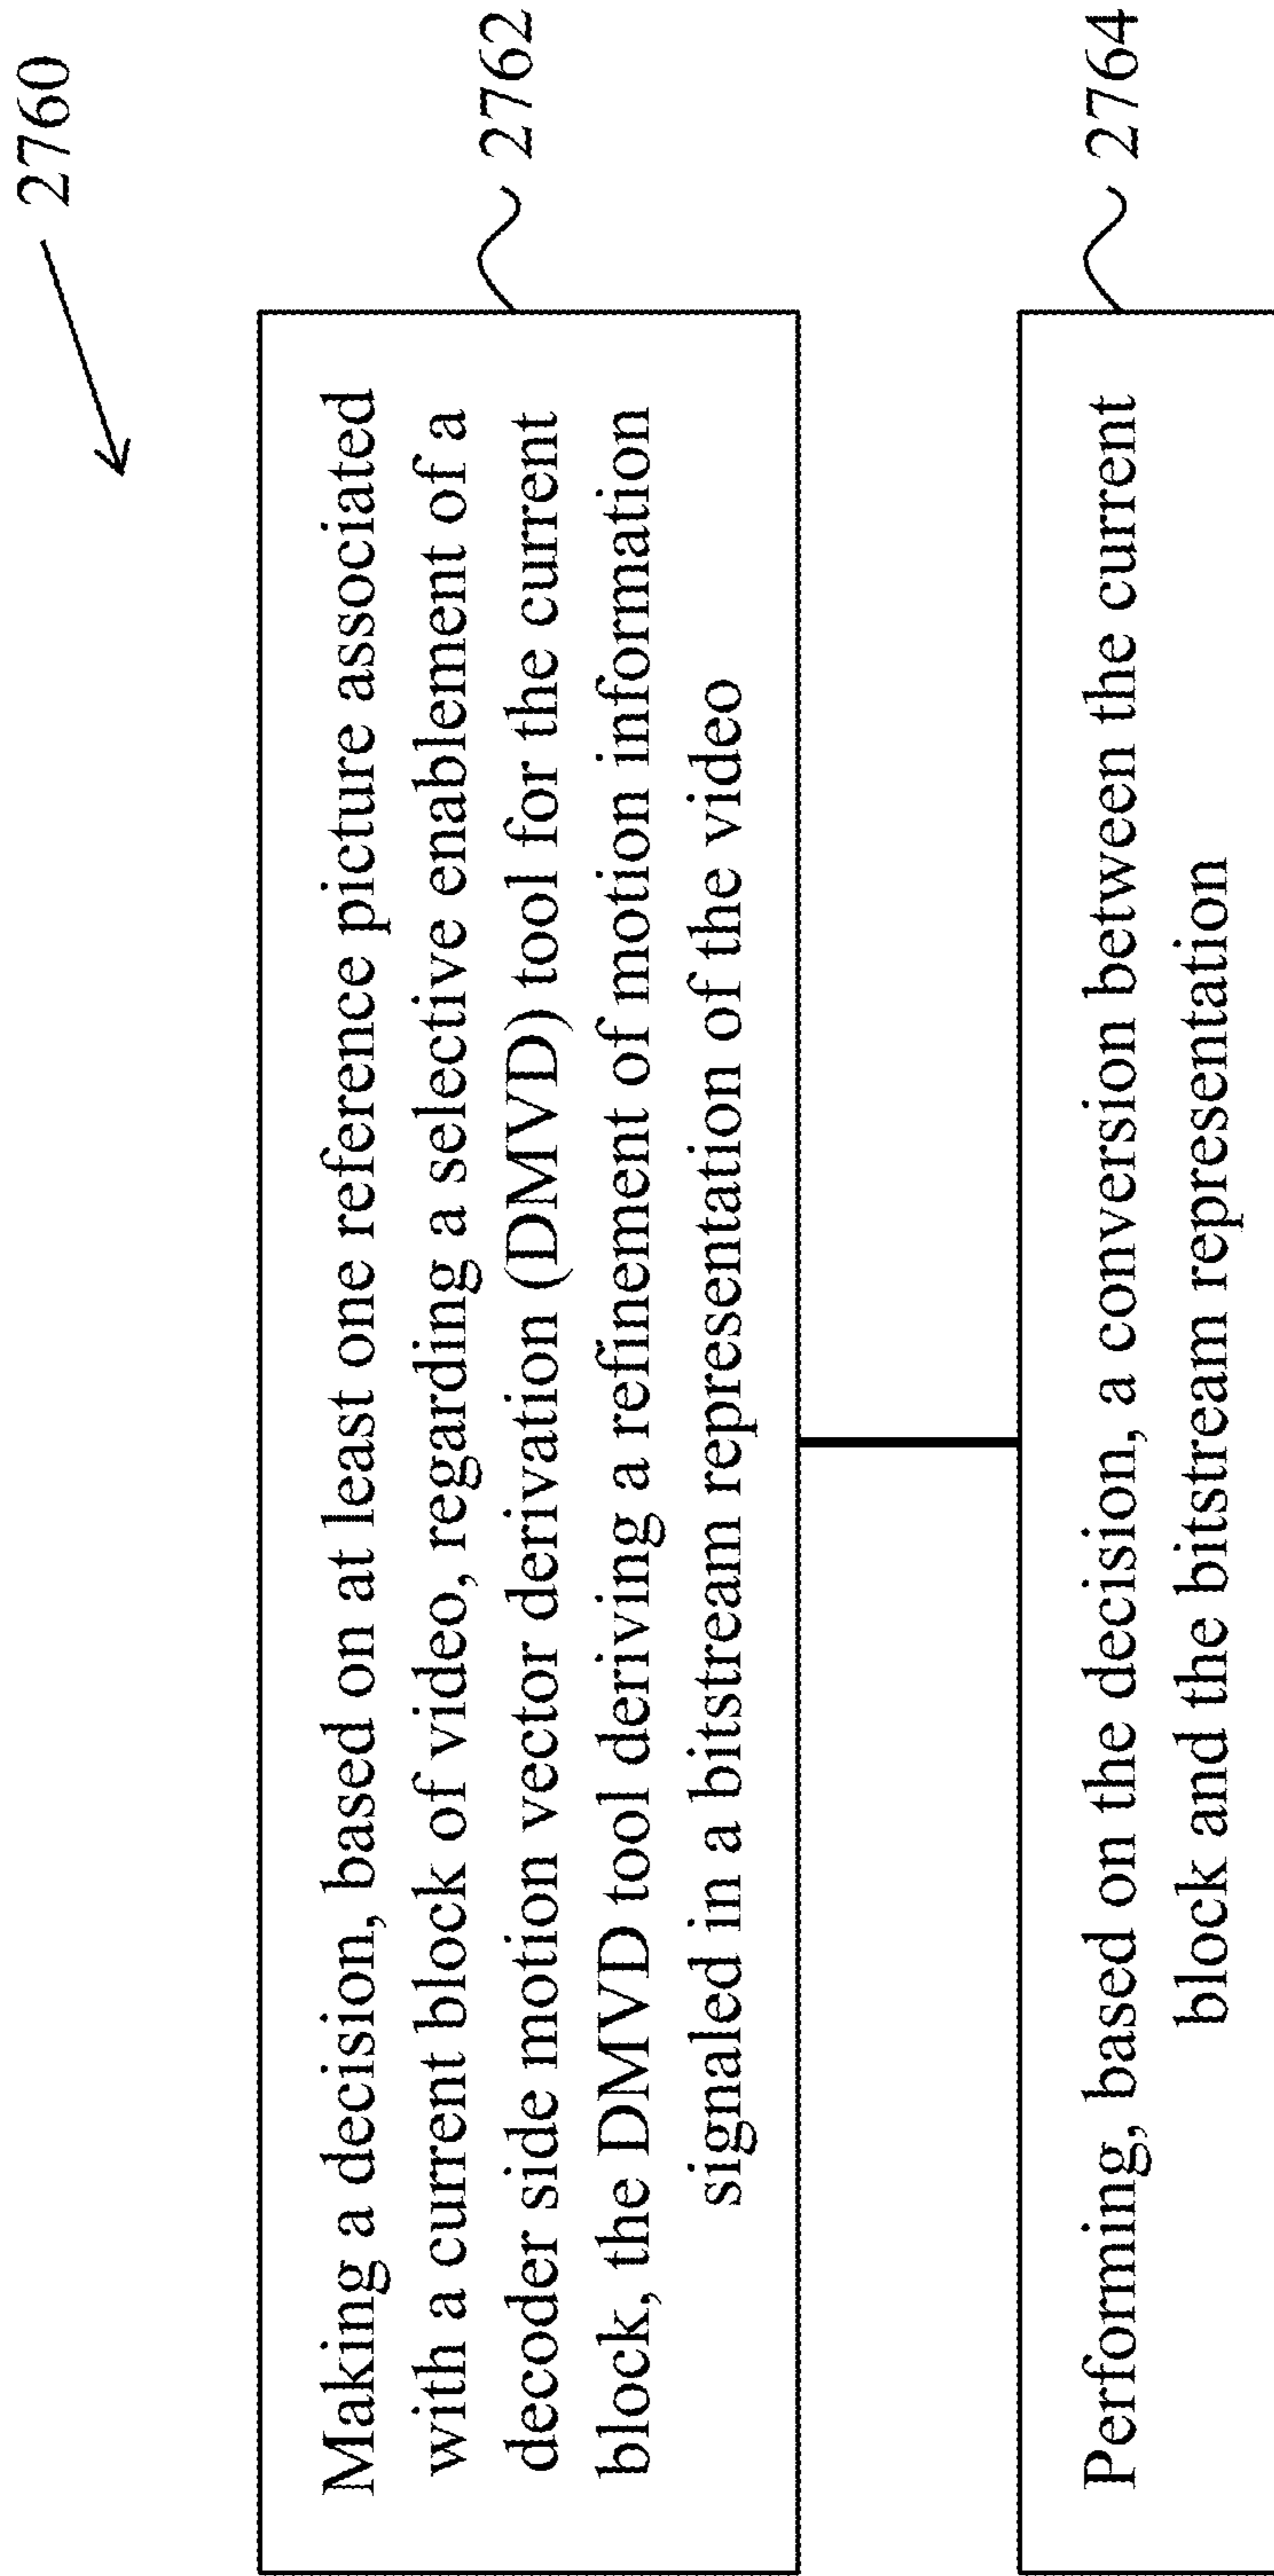 2760
Making a decision, based on at least one reference picture associated
with a current block of video, regarding a selective enablement of a
decoder side motion vector derivation (DMVD) tool for the current
block, the DMVD tool deriving a refinement of motion information
signaled in a bitstream representation of the video
2762
Performing, based on the decision, a conversion between the current
block and the bitstream representation
2764